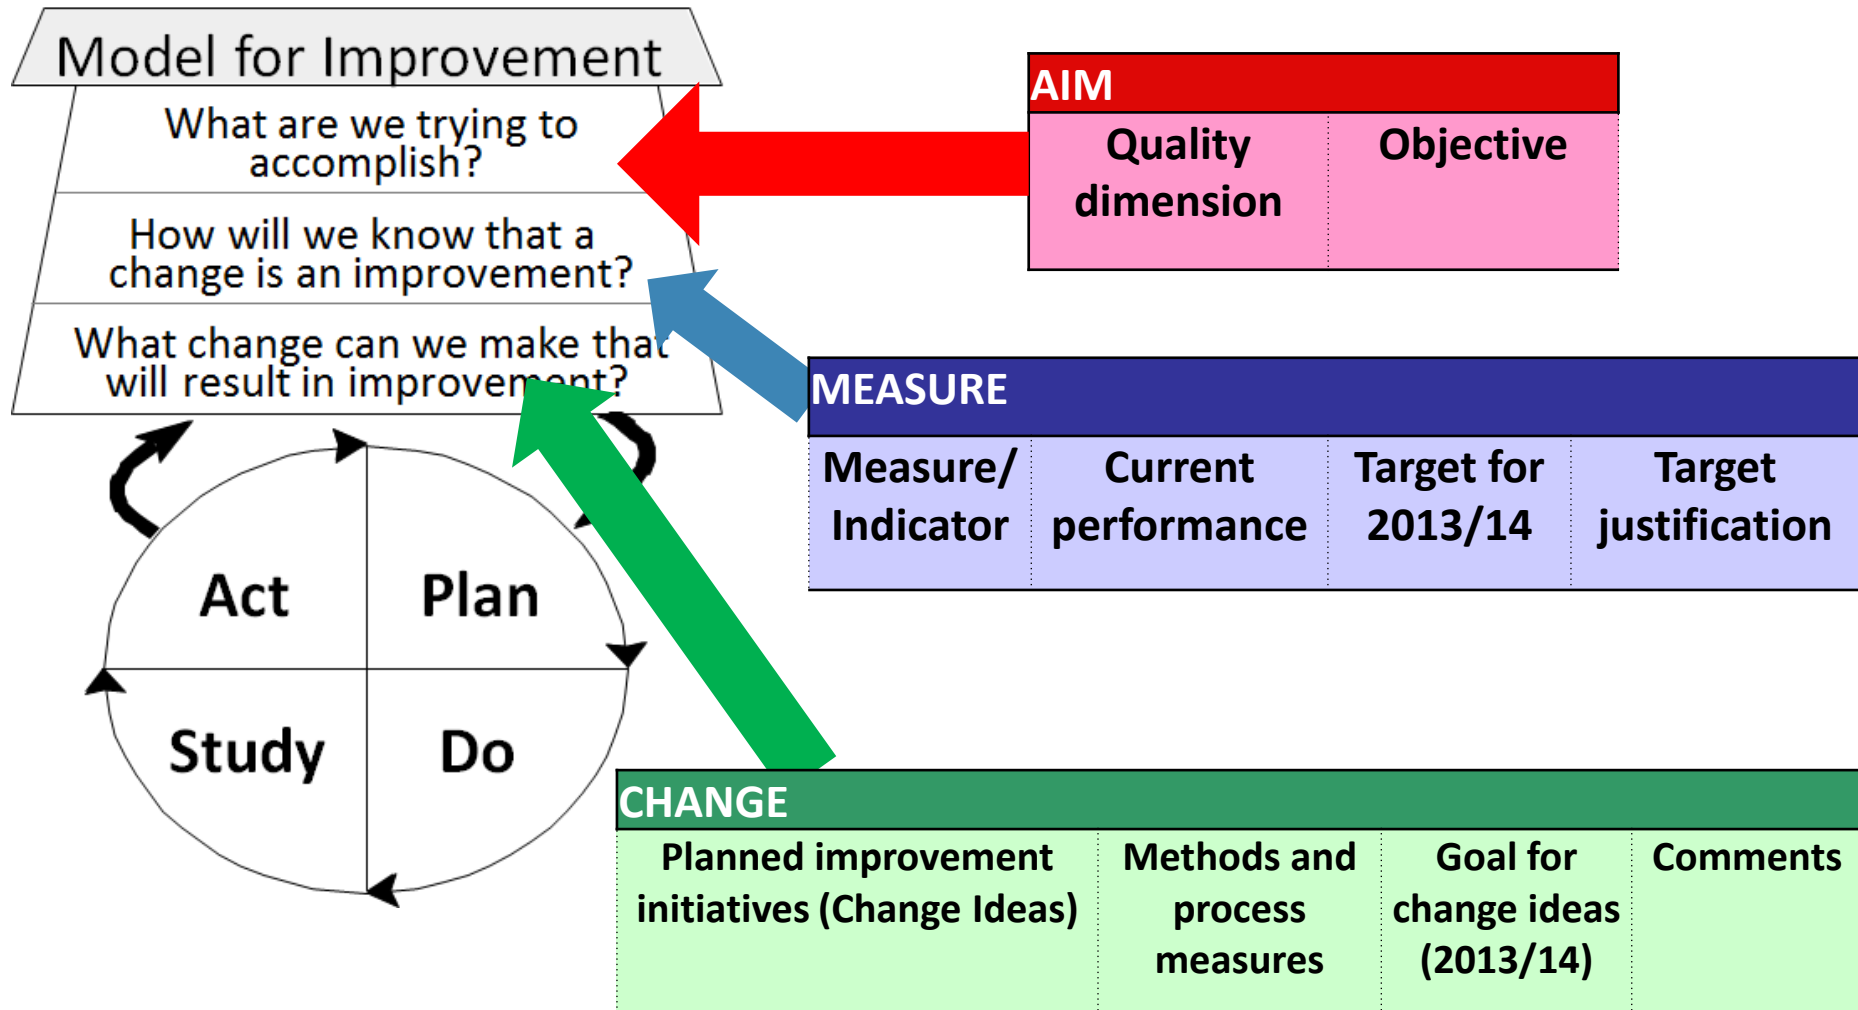 Model for Improvement
What are we trying to
accomplish?
How will we know that a
change is an improvement?
What change can we make that
will result in improvement?
Act
Plan
Study
Do
AIM
Quality
dimension
Objective
MEASURE
Measure/
Indicator
Current
performance
Target for
2013/14
Target
justification
CHANGE
Planned improvement
initiatives (Change Ideas)
Methods and
process
measures
Goal for
change ideas
(2013/14)
Comments